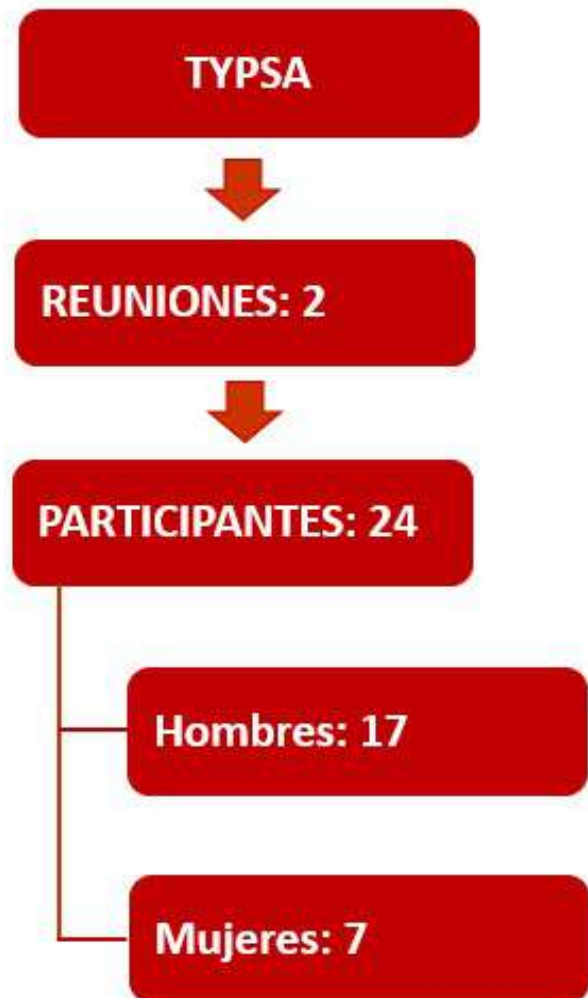 TYPSA
REUNIONES: 2
PARTICIPANTES: 24
Hombres: 17
Mujeres: 7